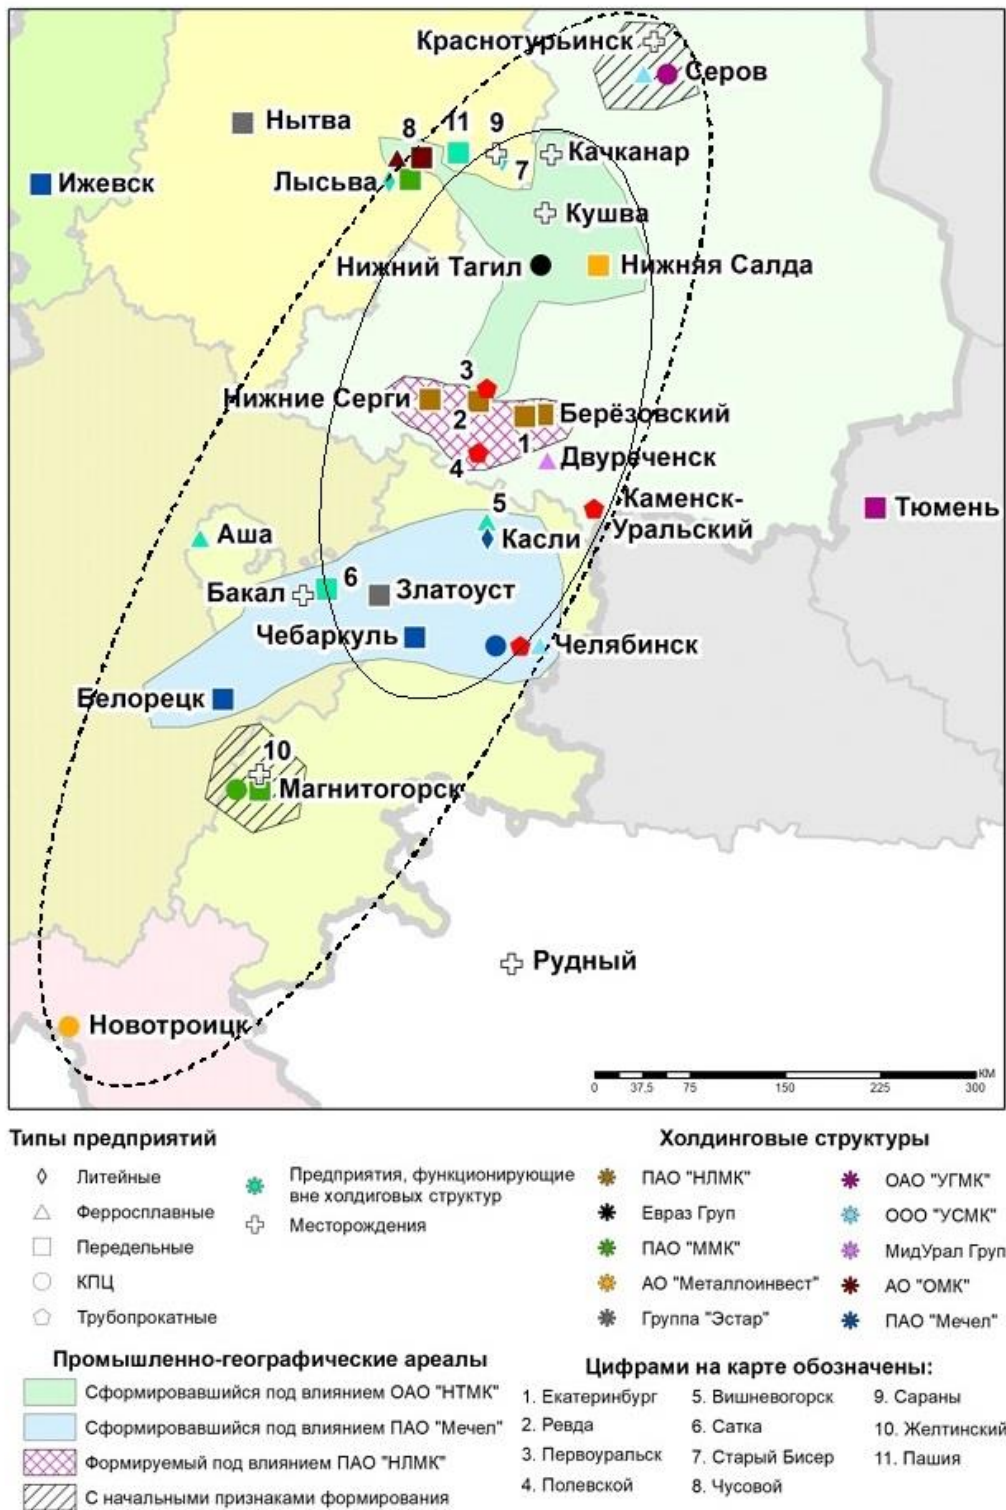 Краснотурьинск
Серов
Нытва
8
11
9
Качканар
7
Ижевск
Лысьва
Кушва
Нижний Тагил
Нижняя Салда
3
Нижние Серги
2
Берёзовский
1
4
Двуреченск
5
Каменск-
Уральский
Тюмень
Аша
Касли
Бакал
6
Златоуст
Чебаркуль
Челябинск
Белорецк
10
Магнитогорск
Рудный
Новотроицк
КМ
0 37,5 75 150 225 300
Типы предприятий
Литейные
Ферросплавные
Передельные
КПЦ
Трубопрокатные
Предприятия, функционирующие
вне холдиговых структур
Месторождения
Холдинговые структуры
ПАО "НЛМК"
Евраз Груп
ПАО "ММК"
АО "Металлоинвест"
Группа "Эстар"
ОАО "УГМК"
ООО "УСМК"
МидУрал Груп
АО "ОМК"
ПАО "Мечел"
Промышленно-географические ареалы
Сформировавшийся под влиянием ОАО "НТМК"
Сформировавшийся под влиянием ПАО "Мечел"
Формируемый под влиянием ПАО "НЛМК"
С начальными признаками формирования
Цифрами на карте обозначены:
1. Екатеринбург
2. Ревда
3. Первоуральск
4. Полевской
5. Вишневогорск
6. Сатка
7. Старый Бисер
8. Чусовой
9. Сараны
10. Желтинский
11. Пашия